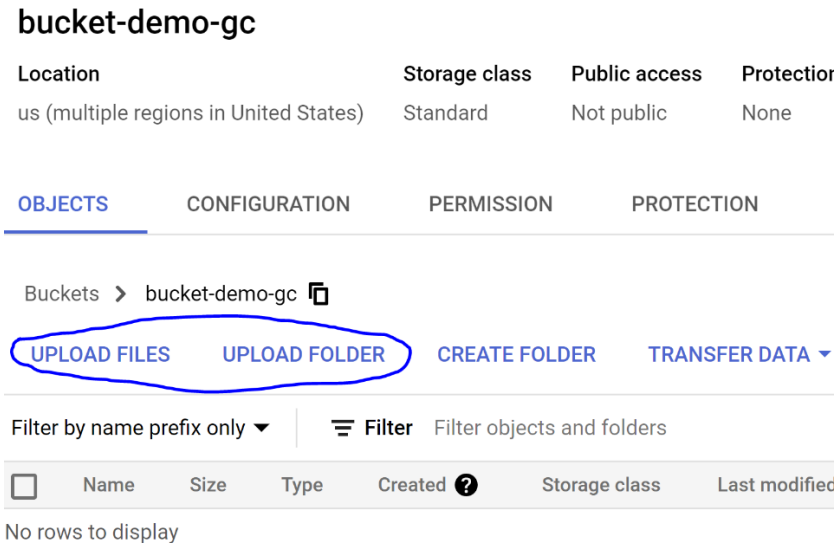 bucket-demo-gc
Location Storage class Public access Protection
us (multiple regions in United States) Standard Not public None
OBJECTS CONFIGURATION PERMISSION PROTECTION
Buckets > bucket-demo-gc
UPLOAD FILES UPLOAD FOLDER CREATE FOLDER TRANSFER DATA
Filter by name prefix only Filter Filter objects and folders
Name Size Type Created ? Storage class Last modified
No rows to display